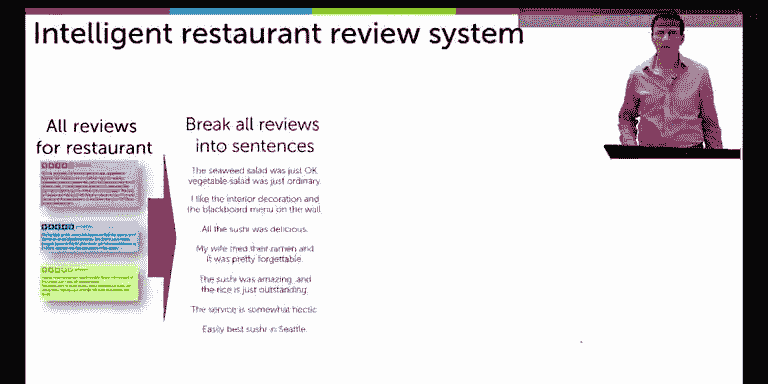 Intelligent restaurant review system
All reviews
for restaurant
Break all reviews
into sentences
The seaweed salad was just OK,
vegetable salad was just ordinary.
I like the interior decoration and
the blackboard menu on the wall.
All the sushi was delicious.
My wife tried their ramen and
it was pretty forgettable.
The sushi was amazing, and
the rice is just outstanding.
The service is somewhat hectic.
Easily best sushi in Seattle.